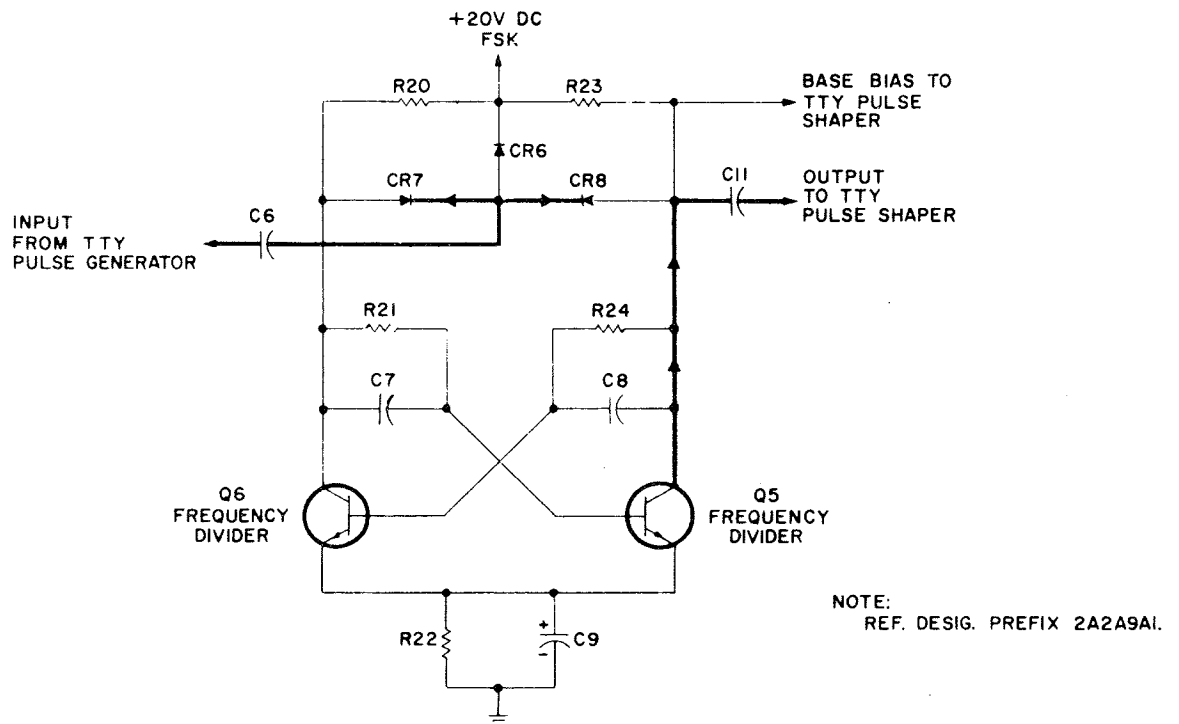 +20V DC
FSK
R20
R23
BASE BIAS TO
TTY PULSE
SHAPER
CR6
CR7
CR8
C11
OUTPUT
TO TTY
PULSE SHAPER
C6
INPUT
FROM TTY
PULSE GENERATOR
R21
R24
C7
C8
Q6
FREQUENCY
DIVIDER
Q5
FREQUENCY
DIVIDER
R22
+
-
C9
NOTE:
REF. DESIG. PREFIX 2A2A9A1.